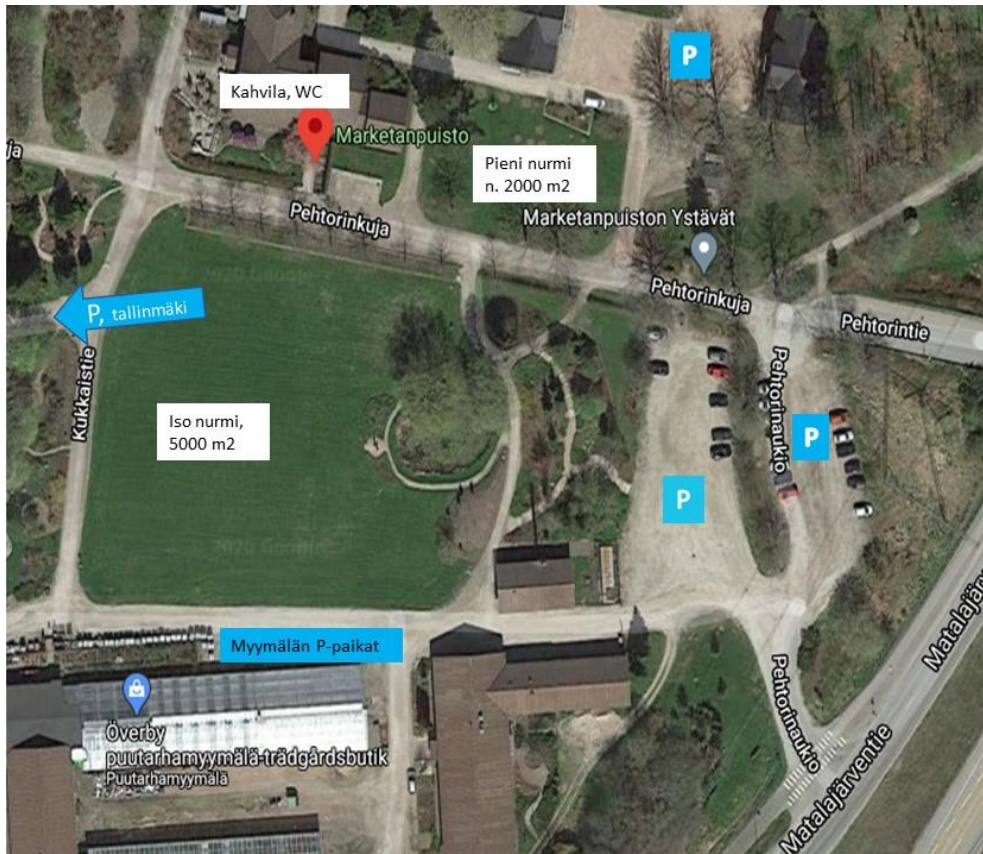 P
Kahvila, WC
Marketanpuisto
Pieni nurmi
n. 2000 m2
Pehtorinkuja
Marketanpuiston Ystävät
Pehtorinkuja
Pehtorintie
P, tallinmäki
Kukkaistie
Iso nurmi,
5000 m2
Pehtorinaukio
P
P
Myymälän P-paikat
Överby
puutarhamyymälä-trädgårdsbutik
Puutarhamyymälä
Pehtorinaukio
Matalajärventie